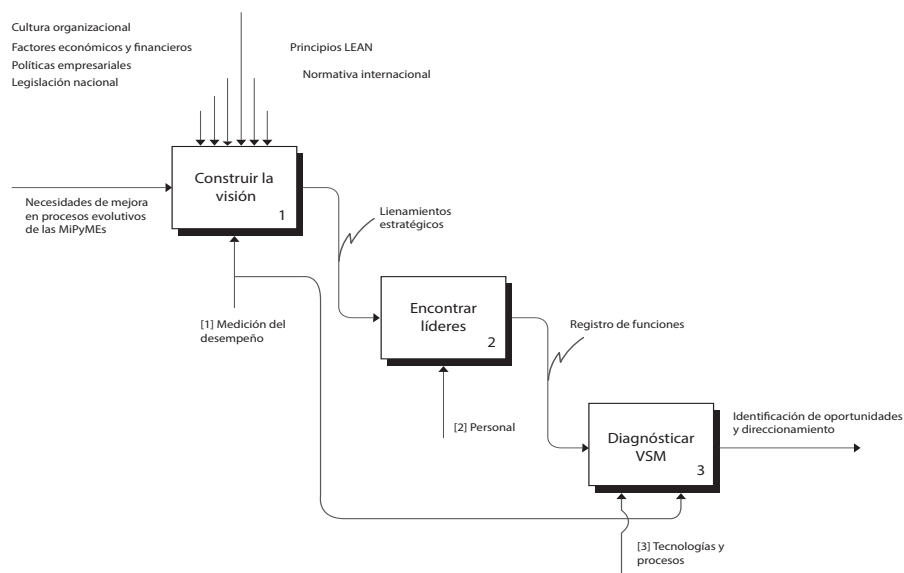 Cultura organizacional
Factores económicos y financieros
Políticas empresariales
Legislación nacional
Principios LEAN
Normativa internacional
Construir la
visión
1
Necesidades de mejora
en procesos evolutivos
de las MiPyMEs
Lienamientos
estratégicos
[1] Medición del
desempeño
Encontrar
líderes
2
Registro de funciones
[2] Personal
Diagnósticar
VSM
3
Identificación de oportunidades
y direccionamiento
[3] Tecnologías y
procesos